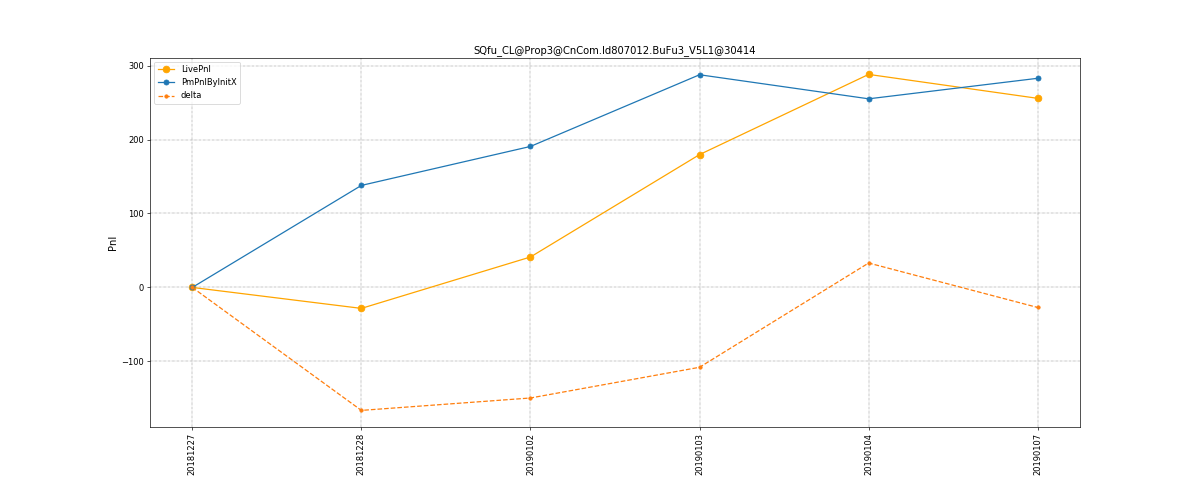 SQfu_CL@Prop3@CnCom.Id807012.BuFu3_V5L1@30414
LivePnl
PmPnlByInitX
delta
300
200
100
0
−100
Pnl
20181227
20181228
20190102
20190103
20190104
20190107